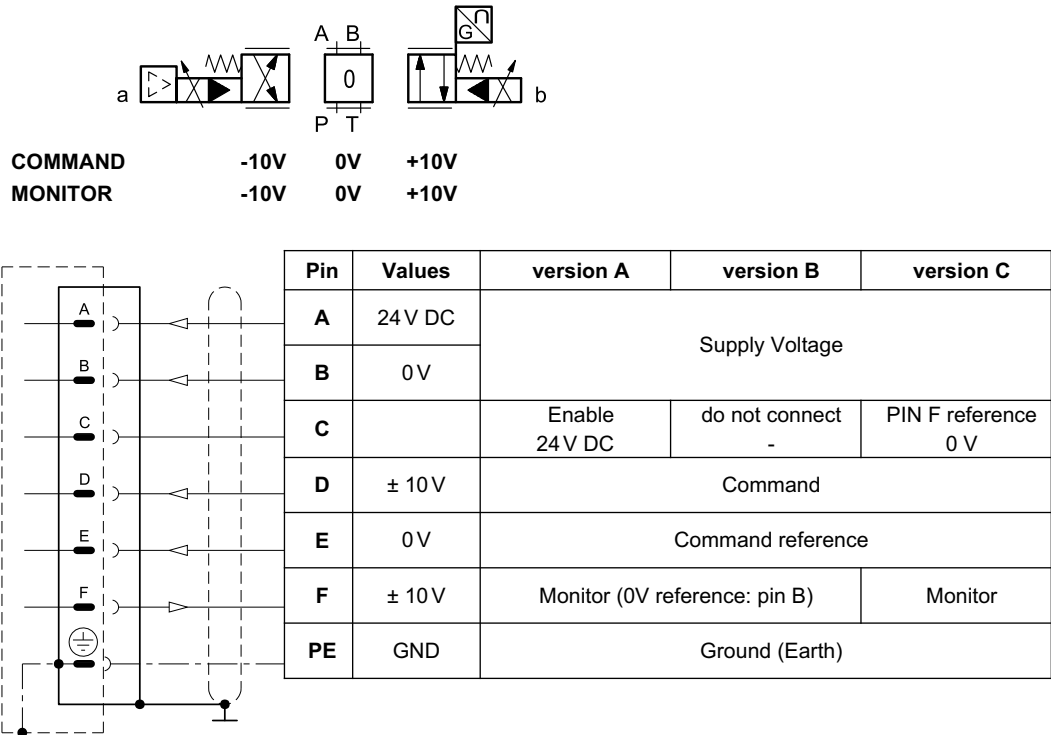 G
A B
a
0
b
P T
COMMAND -10V 0V +10V
MONITOR -10V 0V +10V
Pin Values version A version B version C
A A 24 V DC Supply Voltage
B B 0 V
C C Enable 24 V DC do not connect - PIN F reference 0 V
D D ± 10 V Command
E E 0 V Command reference
F F ± 10 V Monitor (0V reference: pin B) Monitor
PE GND Ground (Earth)